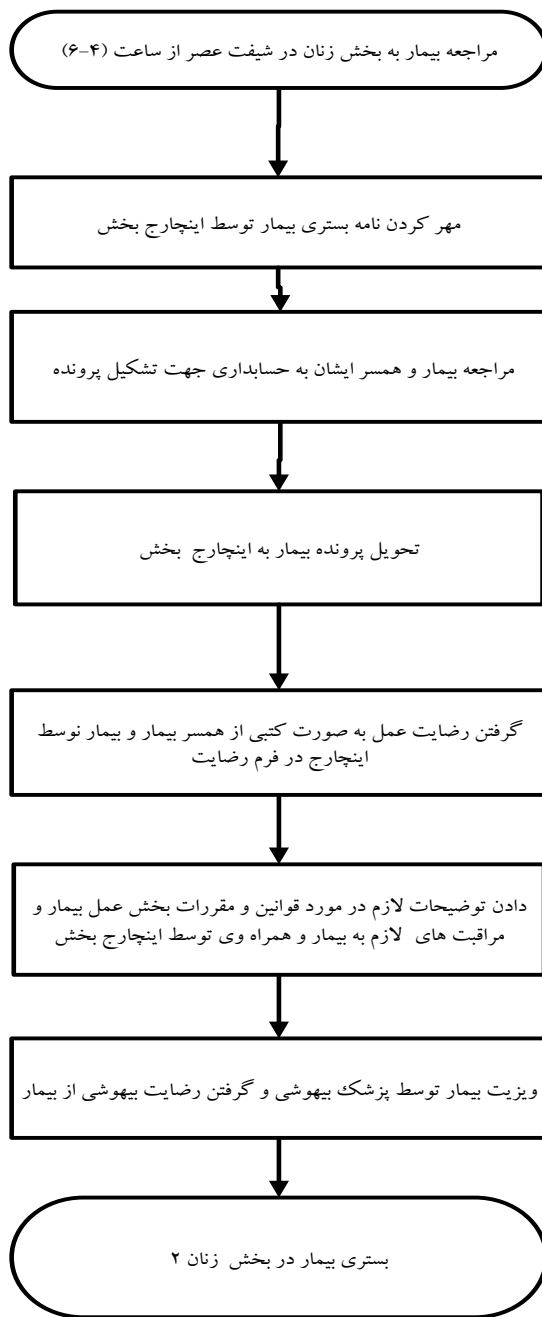 مراجعه بیمار به بخش زنان در شیفت عصر از ساعت (۴-۶)
مهر کردن نامه بستری بیمار توسط اینچارج بخش
مراجعه بیمار و همسر ایشان به حسابداری جهت تشکیل پرونده
تحویل پرونده بیمار به اینچارج بخش
گرفتن رضایت عمل به صورت کتبی از همسر بیمار و بیمار نوسط
اینچارج در فرم رضایت
دادن توضیحات لازم در مورد قوانین و مقررات بخش عمل بیمار و
مراقبت های لازم به بیمار و همراه وی توسط اینچارج بخش
ویزیت بیمار توسط پزشک بیهوشی و گرفتن رضایت بیهوشی از بیمار
بستری بیمار در بخش زنان ۲